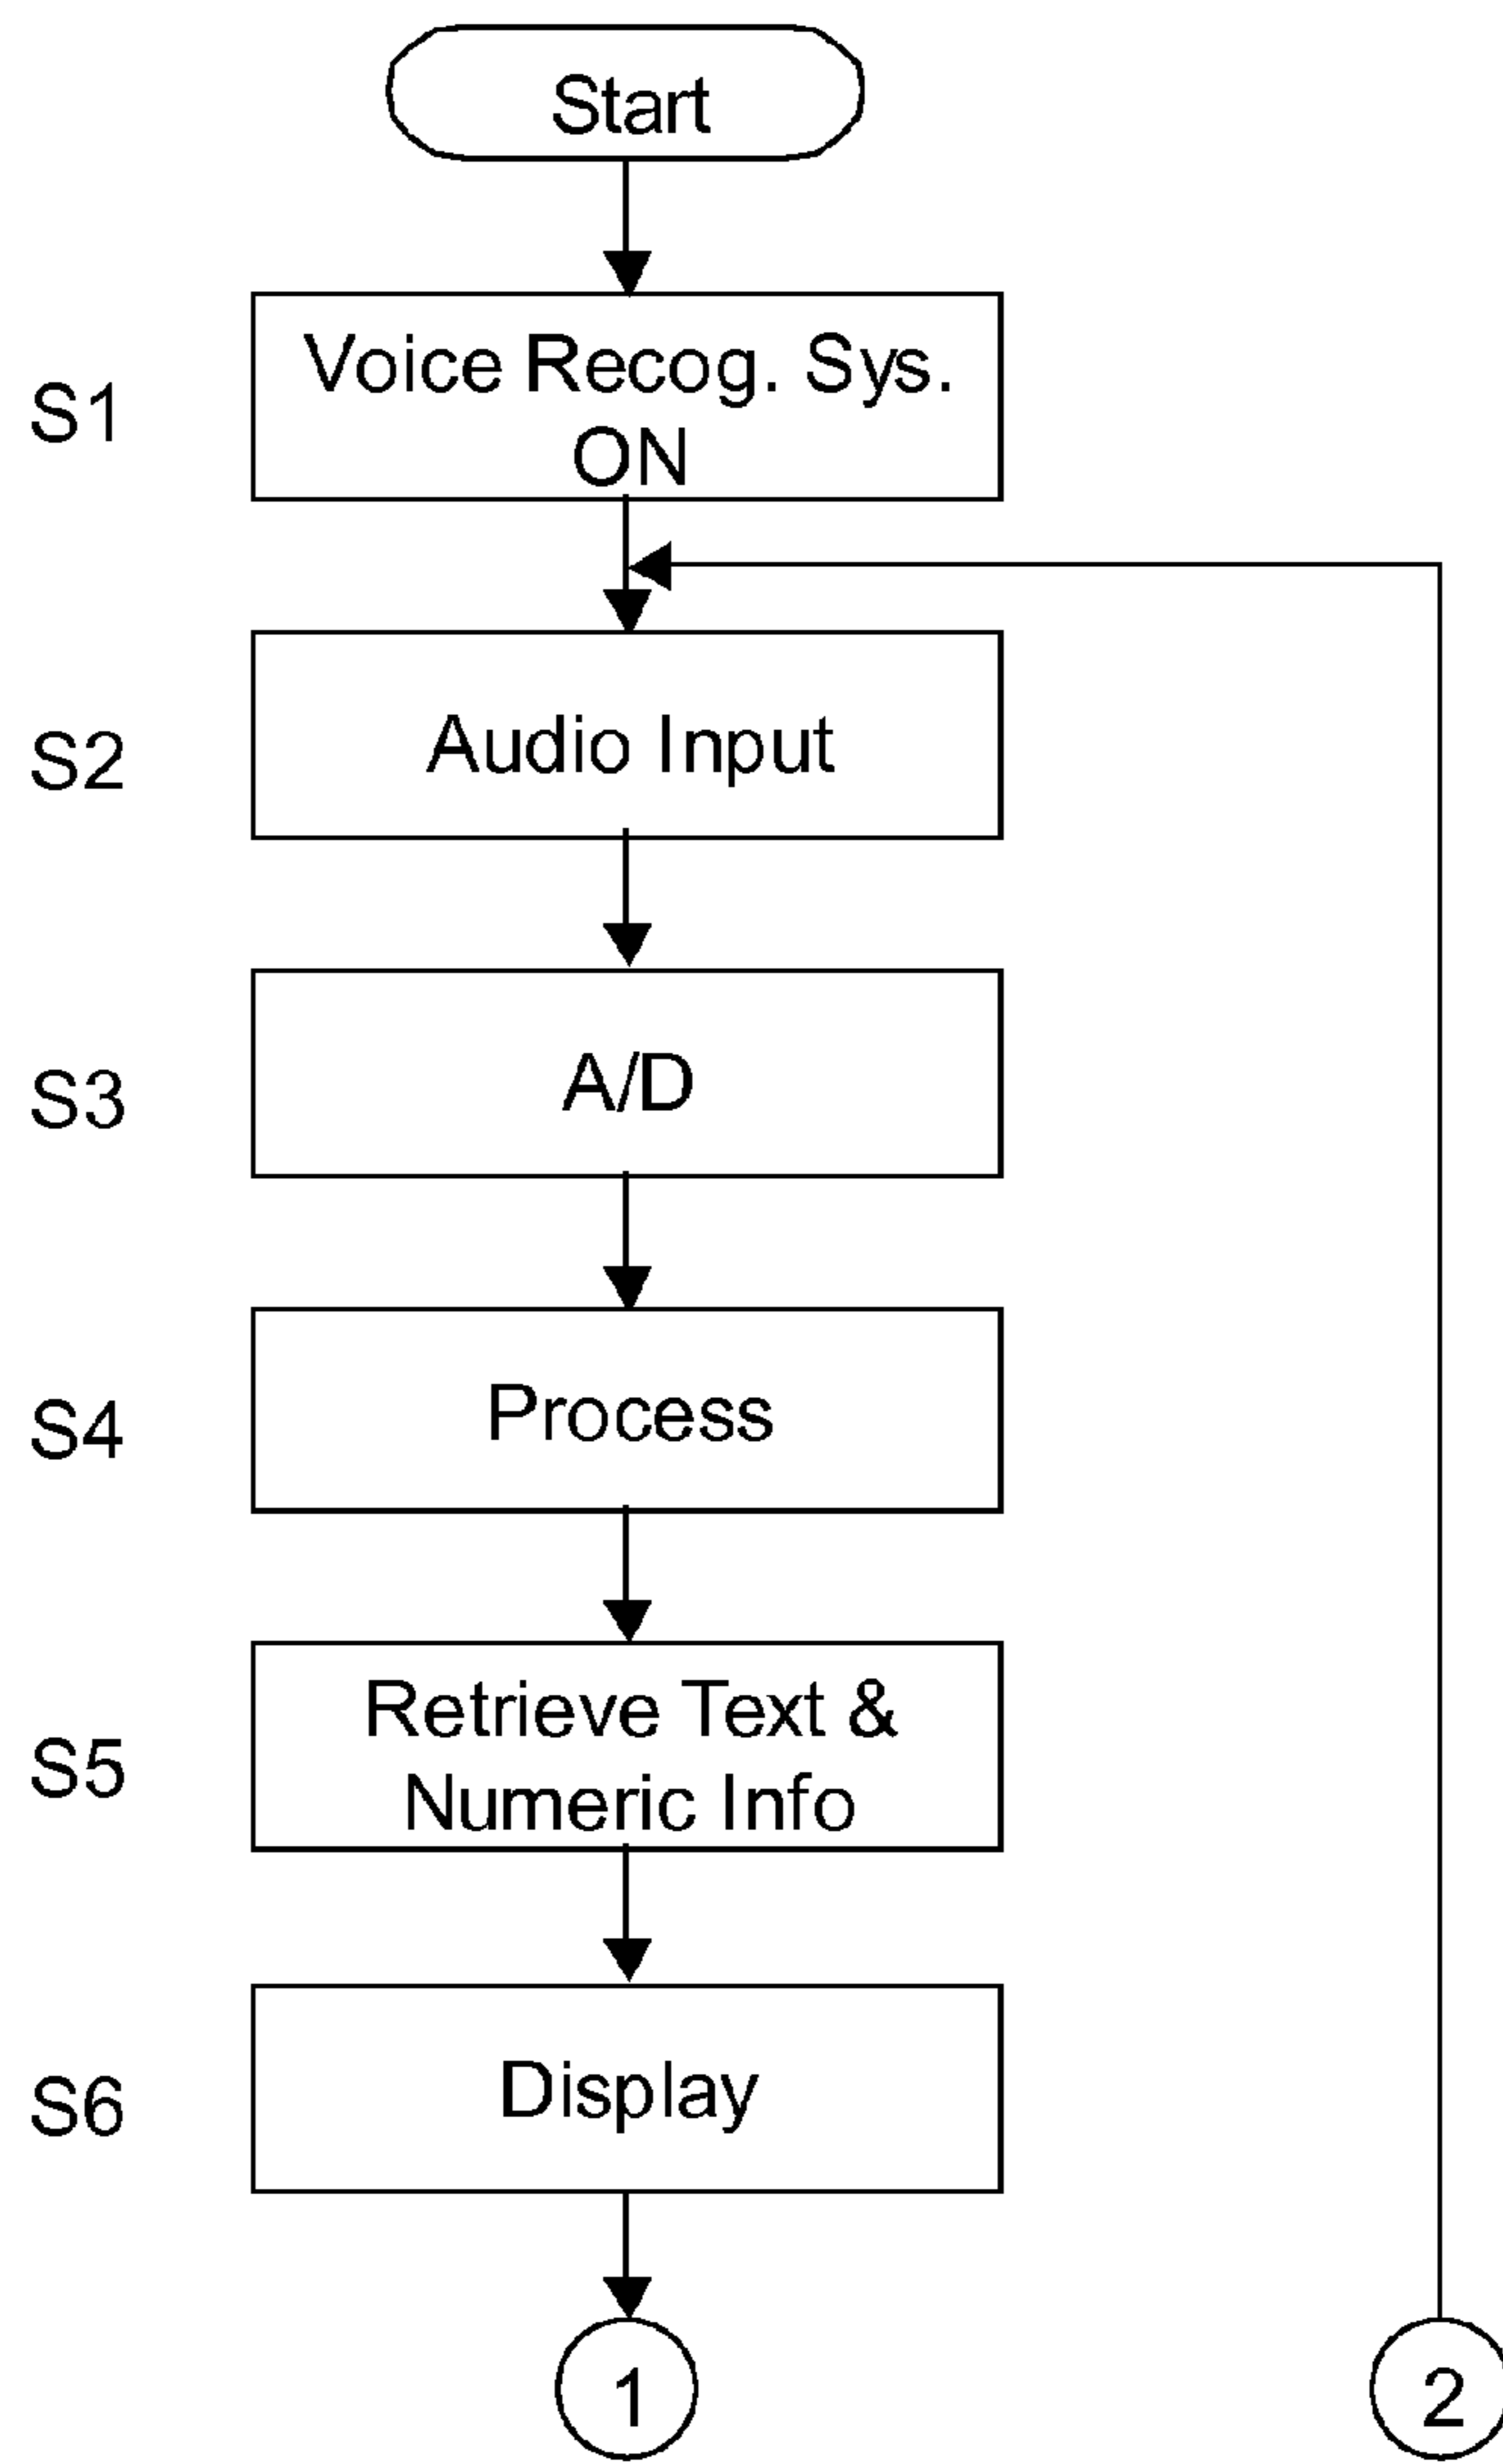 Start
S1
Voice Recog. Sys.
ON
S2
Audio Input
S3
A/D
S4
Process
S5
Retrieve Text &
Numeric Info
S6
Display
1
2